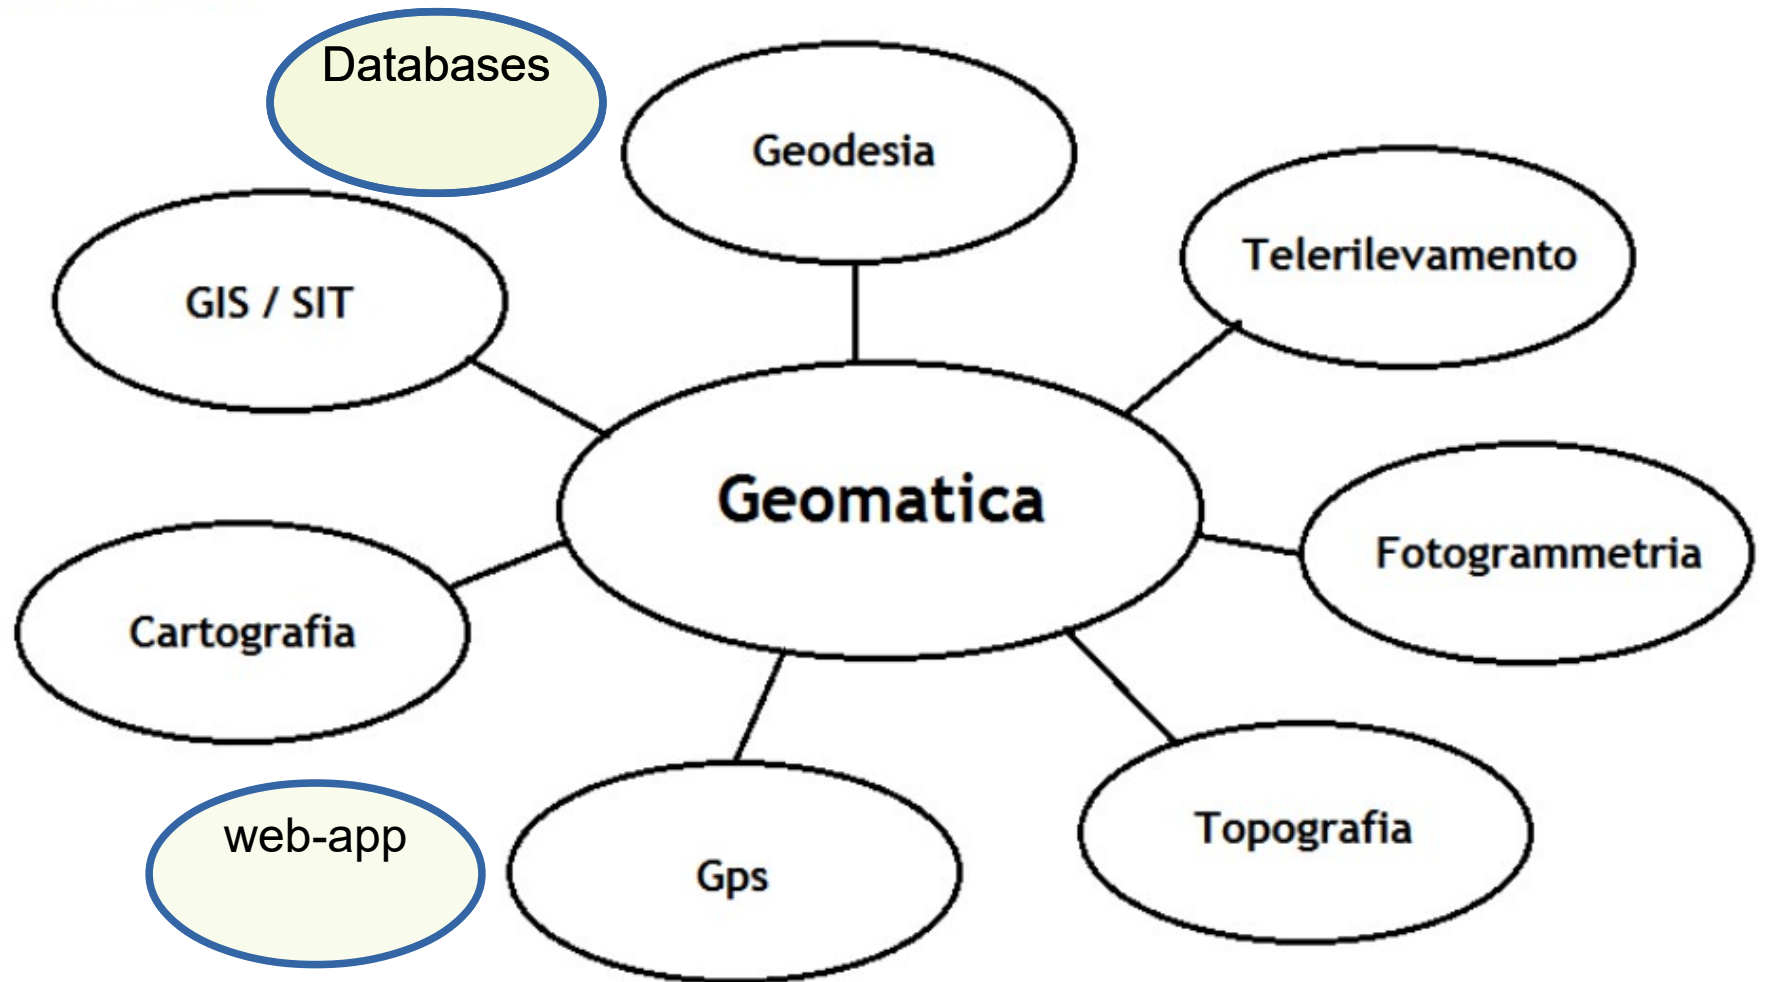 Databases
Geodesia
Telerilevamento
GIS / SIT
Geomatica
Fotogrammetria
Cartografia
Topografia
web-app
Gps